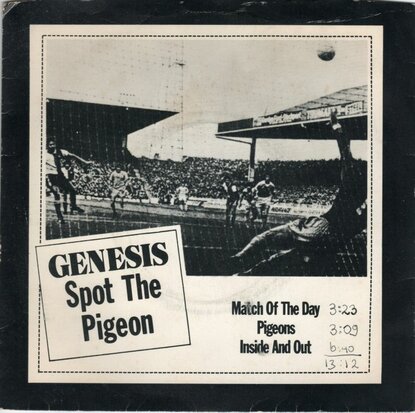 GENESIS
Spot The
Pigeon
Match Of The Day 3:23
Pigeons 3:09
Inside And Out 6:40
13:12